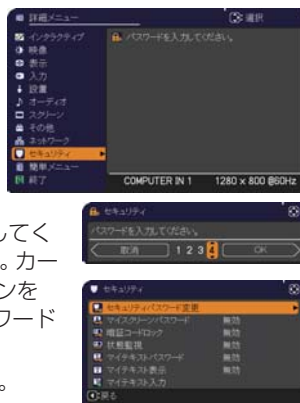 詳細メニュー
選択
インタラクティブ
パスワードを入力してください。
映像
表示
入力
設置
オーディオ
スクリーン
その他
ネットワーク
セキュリティ
簡単メニュー
終了
COMPUTER IN 1
1280 x 800 @60Hz
してく
。カー
ンを
ワード
。
セキュリティ
パスワードを入力してください。
取消
1 2 3 4
OK
セキュリティ
セキュリティパスワード変更
マイスクリーンパスワード 無効
暗証コードロック 無効
状態監視 無効
マイテキストパスワード 無効
マイテキスト表示 無効
マイテキスト入力
戻る